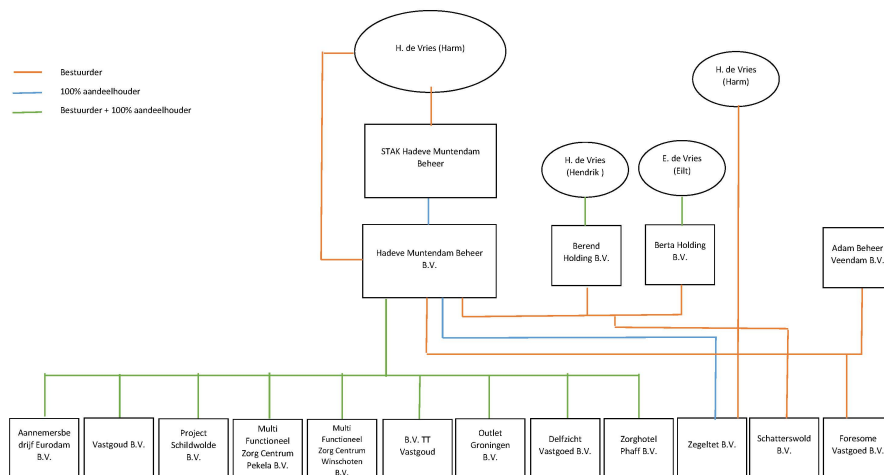 H. de Vries (Harm)
Bestuurder
100% aandeelhouder
Bestuurder + 100% aandeelhouder
H. de Vries
(Harm)
STAK Hadeve Muntendam
Beheer
H. de Vries
(Hendrik )
E. de Vries
(Eilt)
Hadeve Muntendam Beheer
B.V.
Berend
Holding B.V.
Berta Holding
B.V.
Adam Beheer
Veendam B.V.
Aannemersbe
drijf Eurodam
B.V.
Vastgoud B.V.
Project
Schildwolde
B.V.
Multi
Functioneel
Zorg Centrum
Pekela B.V.
Multi
Functioneel
Zorg Centrum
Winschoten
B.V.
B.V. TT
Vastgoud
Outlet
Groningen
B.V.
Delfzicht
Vastgoed B.V.
Zorghotel
Phaff B.V.
Zegeltet B.V.
Schatterswold
B.V.
Foresome
Vastgoed B.V.